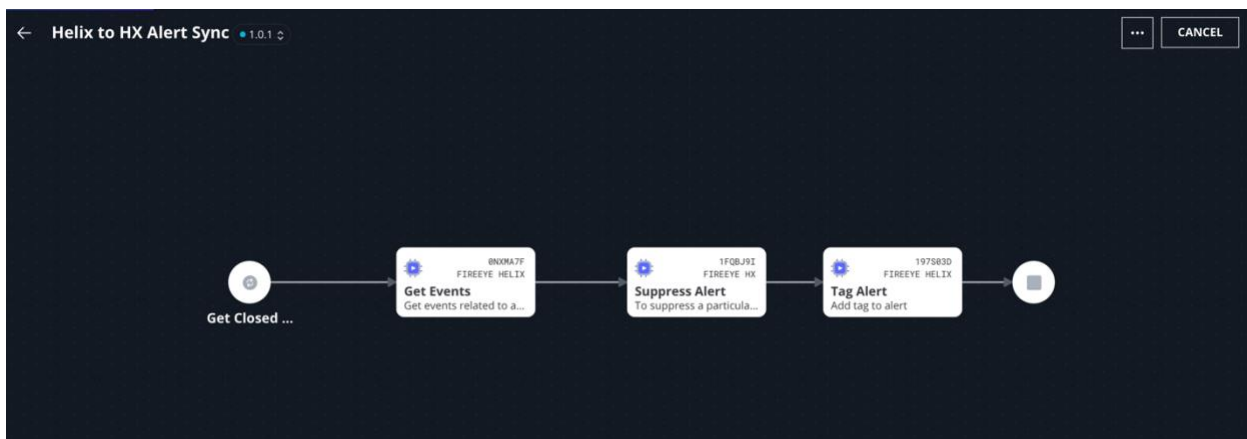 Helix to HX Alert Sync 1.0.1
...
CANCEL
Get Closed ...
0NXMA7F
FIREEYE HELIX
Get Events
Get events related to a...
1FQBJ9I
FIREEYE HX
Suppress Alert
To suppress a particula...
197S03D
FIREEYE HELIX
Tag Alert
Add tag to alert